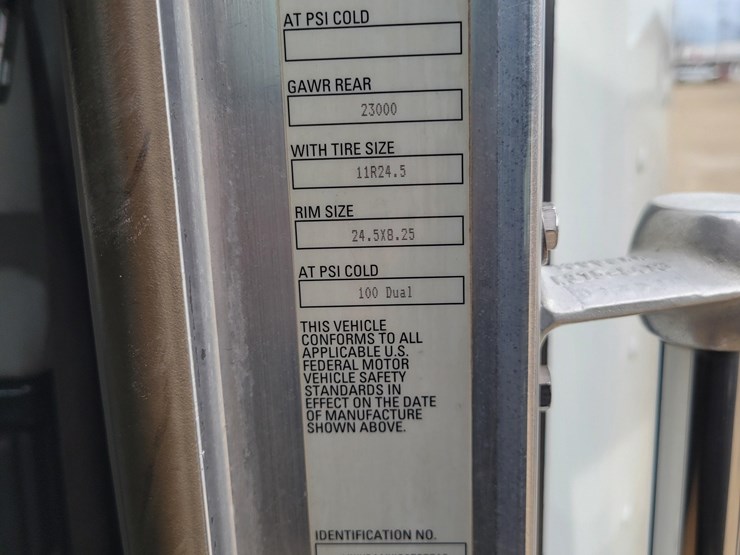 AT PSI COLD
GAWR REAR
23000
WITH TIRE SIZE
11R24.5
RIM SIZE
24.5X8.25
AT PSI COLD
100 Dual
THIS VEHICLE
CONFORMS TO ALL
APPLICABLE U.S.
FEDERAL MOTOR
VEHICLE SAFETY
STANDARDS IN
EFFECT ON THE DATE
OF MANUFACTURE
SHOWN ABOVE.
IDENTIFICATION NO.